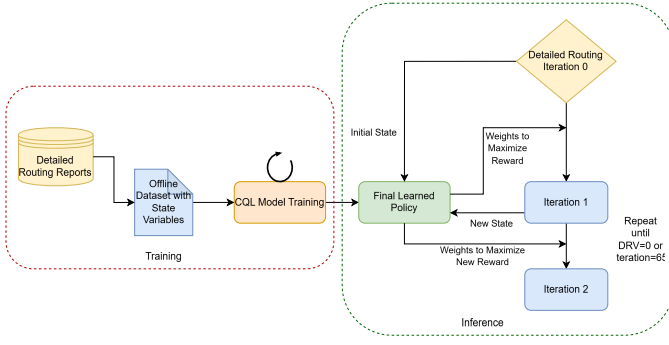 Detailed
Routing Reports
Offline
Dataset with
State
Variables
CQL Model Training
Training
Detailed Routing
Iteration 0
Initial State
Weights to
Maximize
Reward
Final Learned
Policy
Iteration 1
New State
Weights to Maximize
New Reward
Iteration 2
Repeat
until
DRV=0 or
teration=65
Inference